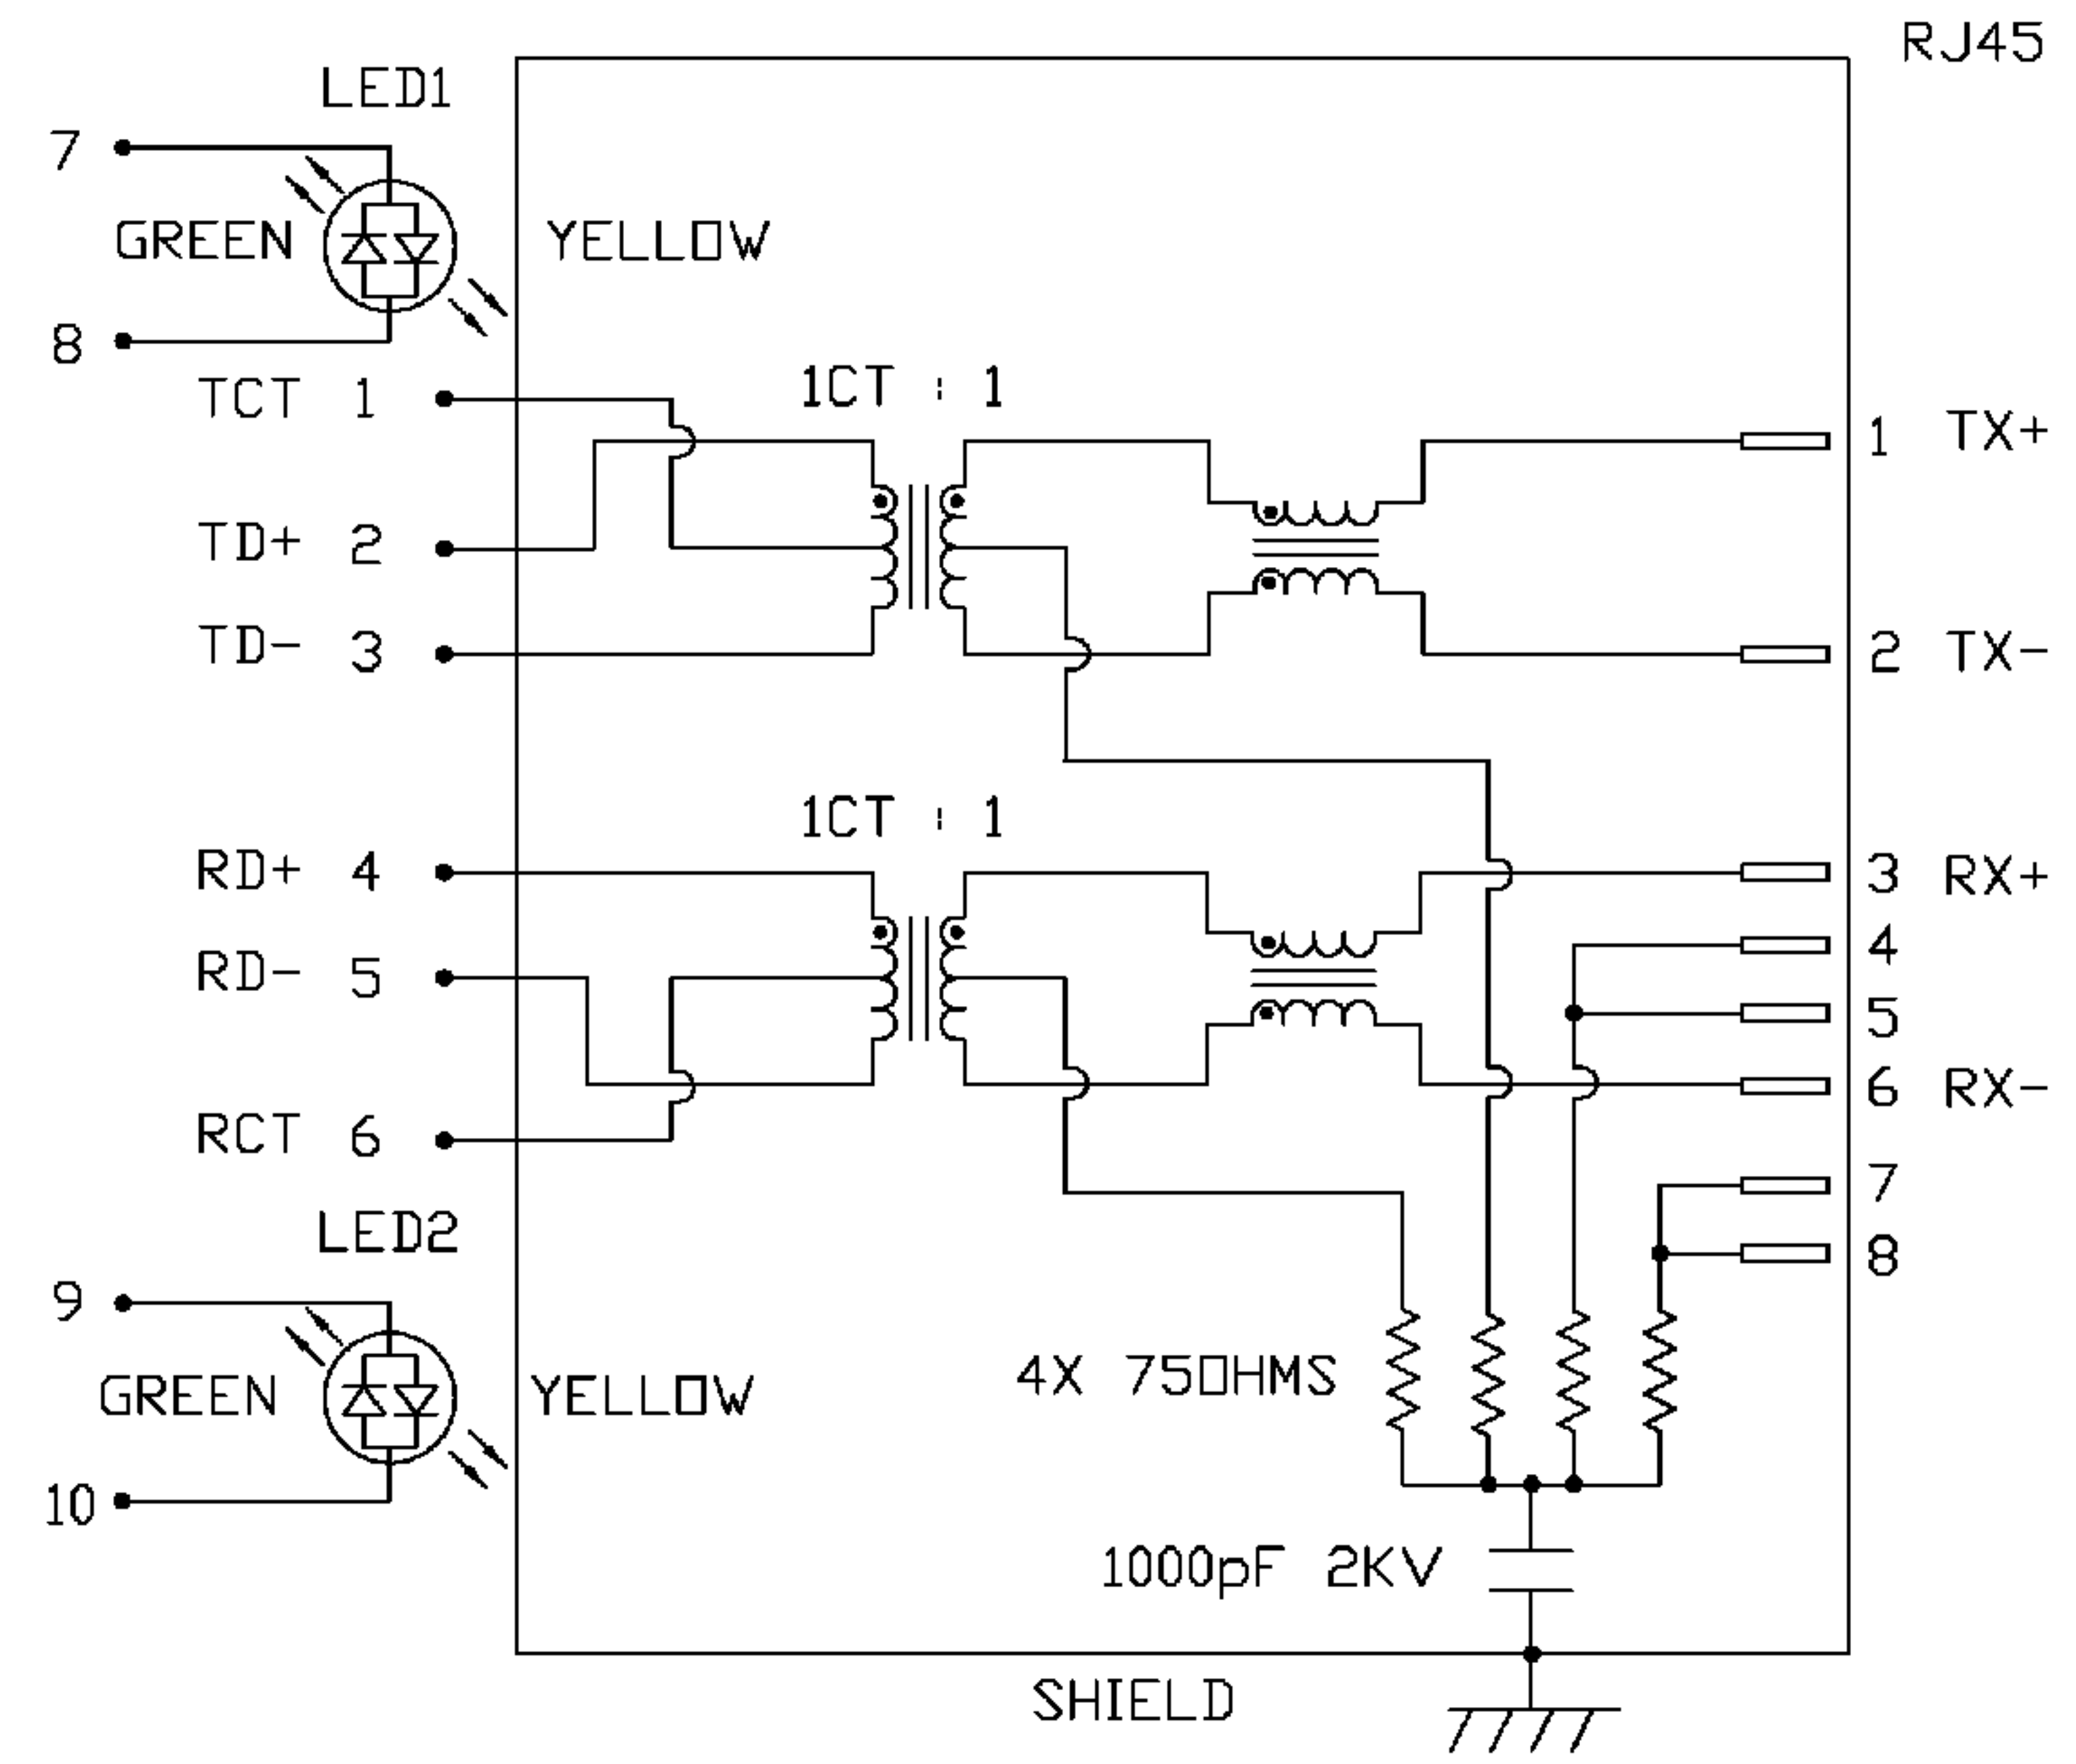 RJ45
LED1
7
GREEN YELLOW
8
TCT 1
1CT : 1
1 TX+
TD+ 2
TD- 3
2 TX-
1CT : 1
RD+ 4
3 RX+
4
RD- 5
5
6 RX-
RCT 6
7
LED2
8
9
GREEN YELLOW
4X 75OHMS
10
1000pF 2KV
SHIELD